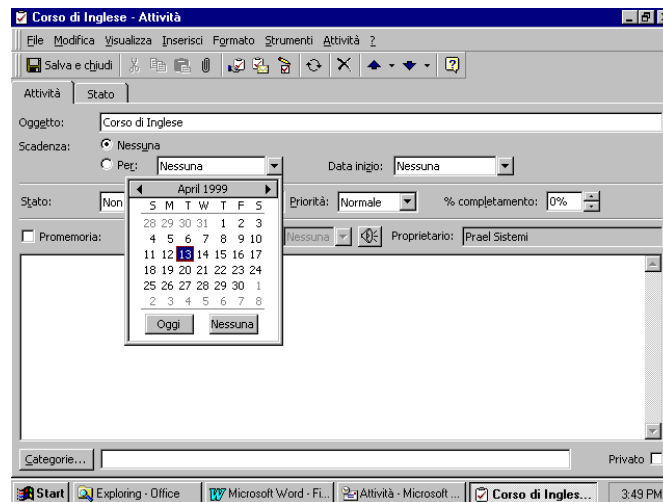 Corso di Inglese - Attività
File Modifica Visualizza Inserisci Formato Strumenti Attività ?
Salva e chiudi
Attività Stato
Oggetto: Corso di Inglese
Scadenza: Nessuna
Per: Nessuna Data inizio: Nessuna
April 1999
Stato: Non Priorità: Normale % completamento: 0%
S M T W T F S
28 29 30 31 1 2 3
Promemoria: Nessuna Proprietario: Prael Sistemi
4 5 6 7 8 9 10
11 12 13 14 15 16 17
18 19 20 21 22 23 24
25 26 27 28 29 30 1
2 3 4 5 6 7 8
Oggi Nessuna
Categorie... Privato
Start Exploring - Office Microsoft Word - Fi... Attività - Microsoft ... Corso di Ingles... 3:49 PM